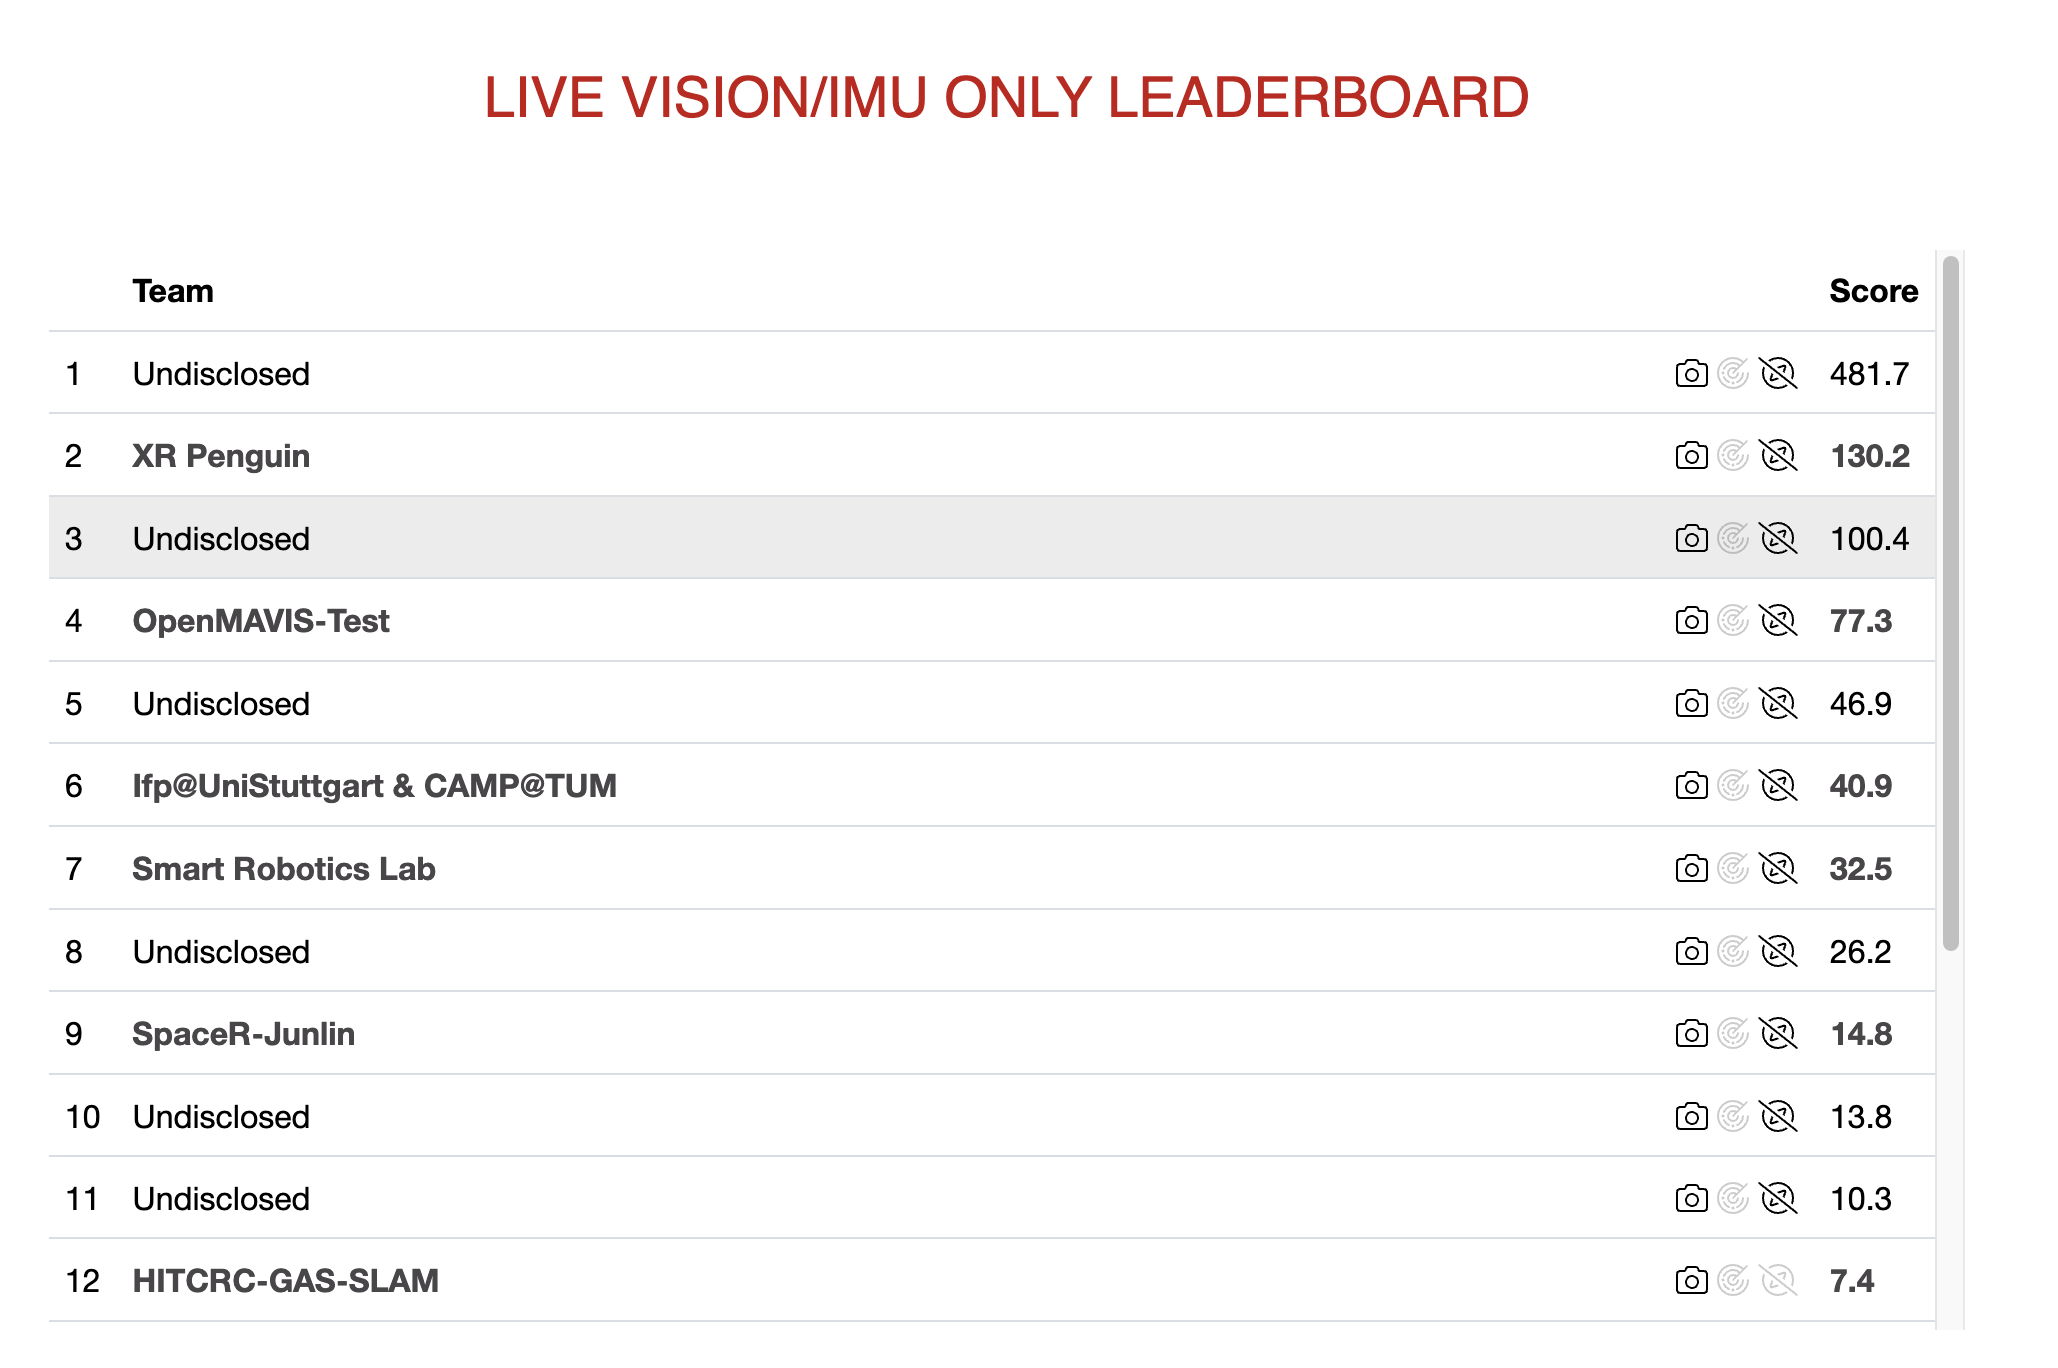 LIVE VISION/IMU ONLY LEADERBOARD
Team Score
1 Undisclosed 481.7
2 XR Penguin 130.2
3 Undisclosed 100.4
4 OpenMAVIS-Test 77.3
5 Undisclosed 46.9
6 Ifp@UniStuttgart & CAMP@TUM 40.9
7 Smart Robotics Lab 32.5
8 Undisclosed 26.2
9 SpaceR-Junlin 14.8
10 Undisclosed 13.8
11 Undisclosed 10.3
12 HITCRC-GAS-SLAM 7.4